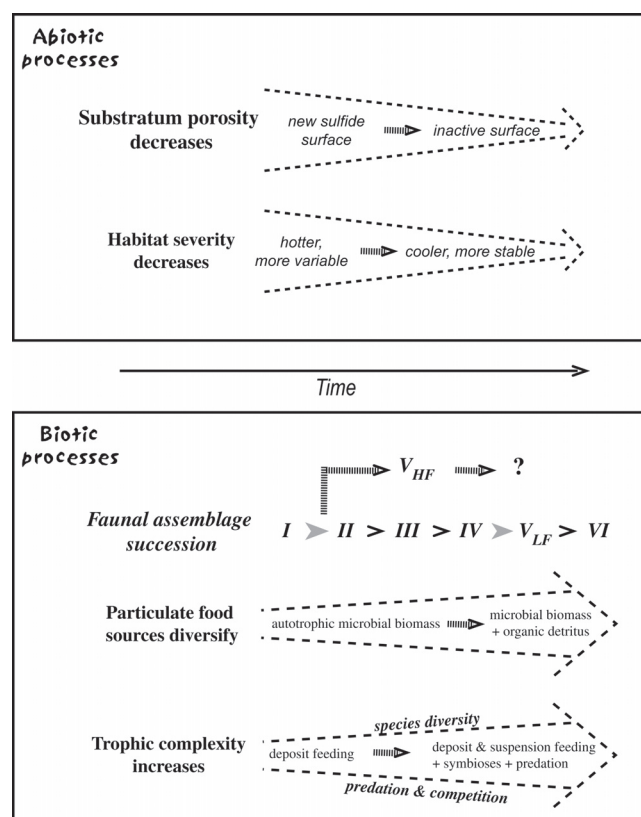 Abiotic
processes
Substratum porosity
decreases
new sulfide
surface
inactive surface
Habitat severity
decreases
hotter,
more variable
cooler, more stable
Time
Biotic
processes
V_HF
?
Faunal assemblage
succession
I > II > III > IV > V_LF > VI
Particulate food
sources diversify
autotrophic microbial biomass
microbial biomass
+ organic detritus
species diversity
Trophic complexity
increases
deposit feeding
deposit & suspension feeding
+ symbioses + predation
predation & competition